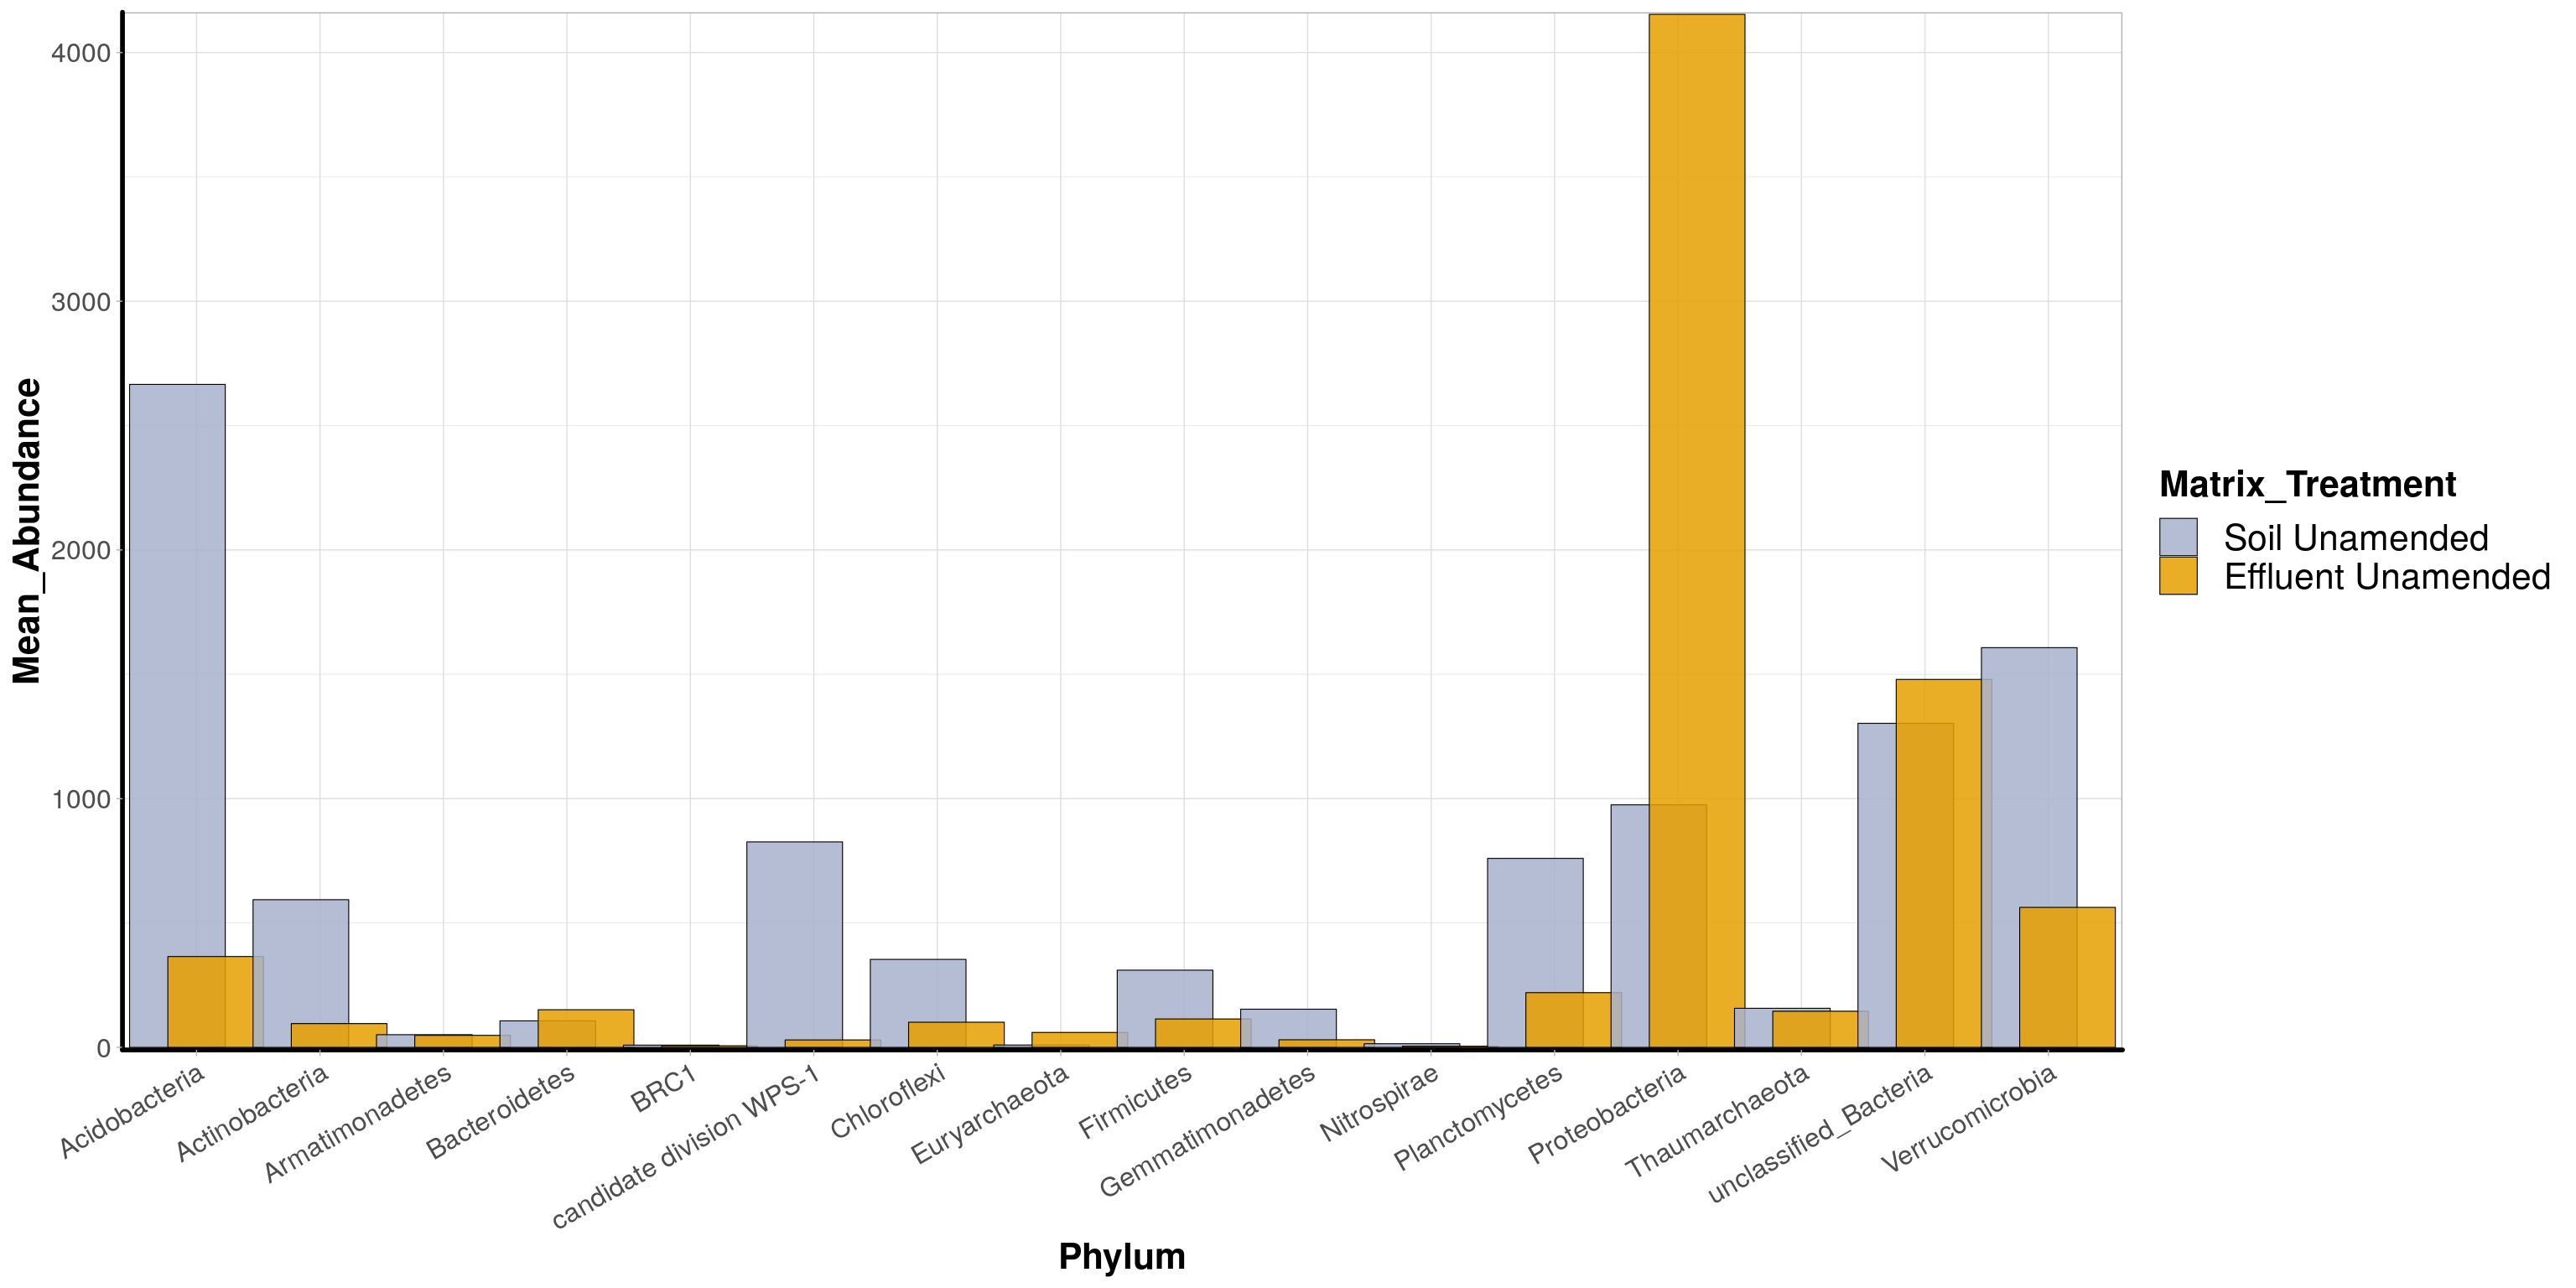 Mean_Abundance
4000
3000
2000
1000
0
Acidobacteria
Actinobacteria
Armatimonadetes
Bacteroidetes
BRC1
candidate division WPS-1
Chloroflexi
Euryarchaeota
Firmicutes
Gemmatimonadetes
Nitrospirae
Planctomycetes
Proteobacteria
Thaumarchaeota
unclassified_Bacteria
Verrucomicrobia
Phylum
Matrix_Treatment
Soil Unamended
Effluent Unamended